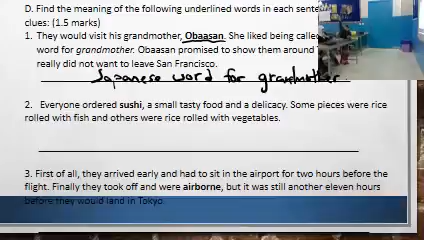 D. Find the meaning of the following underlined words in each
clues: (1.5 marks)
1. They would visit his grandmother, Obaasan. She liked being
word for grandmother. Obaasan promised to show them around
really did not want to leave San Francisco.
Japanese word for grandmother
2. Everyone ordered sushi, a small tasty food and a delicacy. Some pieces were rice
rolled with fish and others were rice rolled with vegetables.
3. First of all, they arrived early and had to sit in the airport for two hours before the
flight. Finally they took off and were airborne, but it was still another eleven hours
before they would land in Tokyo.